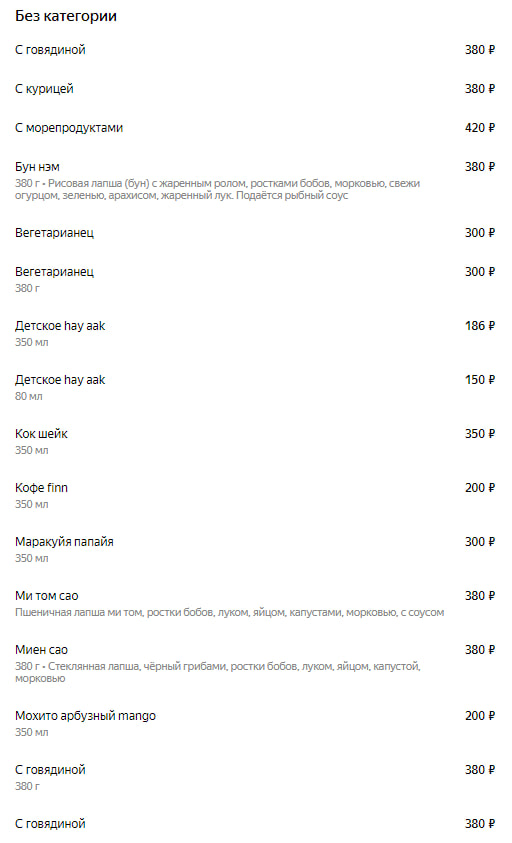 Без категории
С говядиной 380 ₽
С курицей 380 ₽
С морепродуктами 420 ₽
Бун нэм 380 ₽
380 г • Рисовая лапша (бун) с жаренным ролом, ростками бобов, морковью, свежи
огурцом, зеленью, арахисом, жаренный лук. Подаётся рыбный соус
Вегетарианец 300 ₽
Вегетарианец 300 ₽
380 г
Детское hay aak 186 ₽
350 мл
Детское hay aak 150 ₽
80 мл
Кок шейк 350 ₽
350 мл
Кофе finn 200 ₽
350 мл
Маракуйя папайя 300 ₽
350 мл
Ми том сао 380 ₽
Пшеничная лапша ми том, ростки бобов, луком, яйцом, капустами, морковью, с соусом
Миен сао 380 ₽
380 г • Стеклянная лапша, чёрный грибами, ростки бобов, луком, яйцом, капустой,
морковью
Мохито арбузный mango 200 ₽
350 мл
С говядиной 380 ₽
380 г
С говядиной 380 ₽